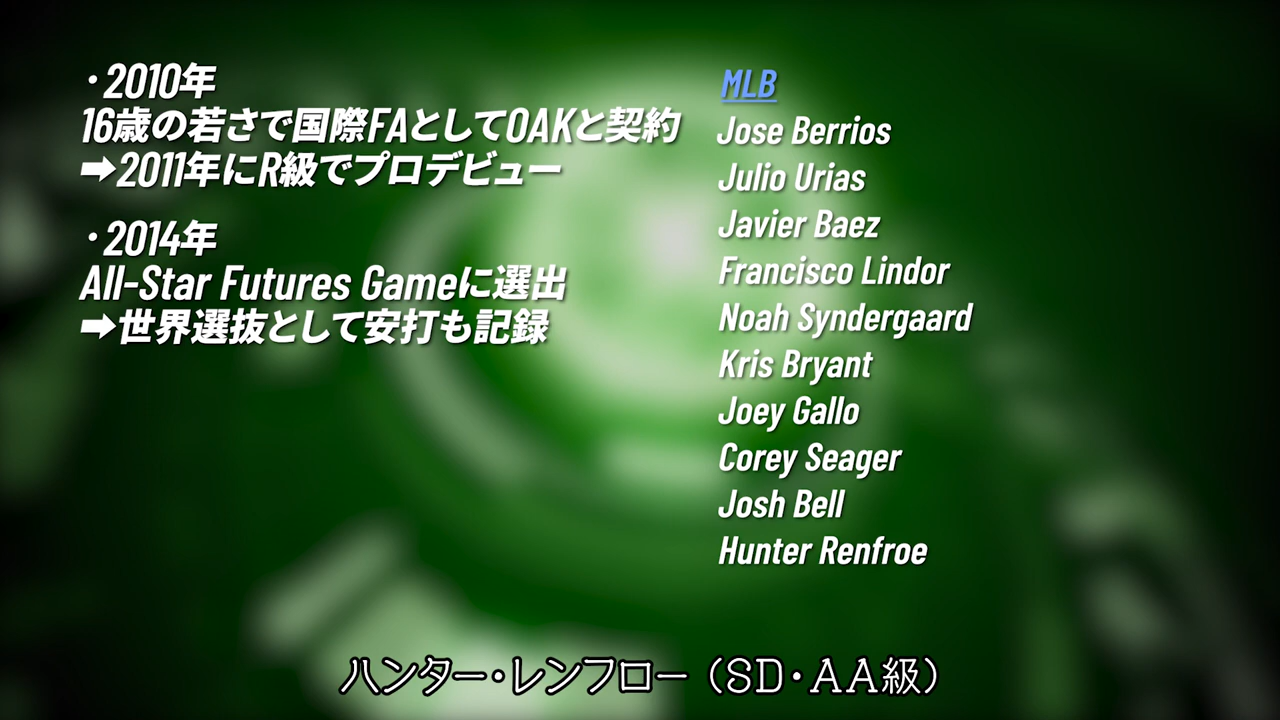 ・2010年
16歳の若さで国際FAとしてOAKと契約
➡2011年にR級でプロデビュー
・2014年
All-Star Futures Gameに選出
➡世界選抜として安打も記録
MLB
Jose Berrios
Julio Urias
Javier Baez
Francisco Lindor
Noah Syndergaard
Kris Bryant
Joey Gallo
Corey Seager
Josh Bell
Hunter Renfroe
ハンター・レンフロー（SD・AA級）